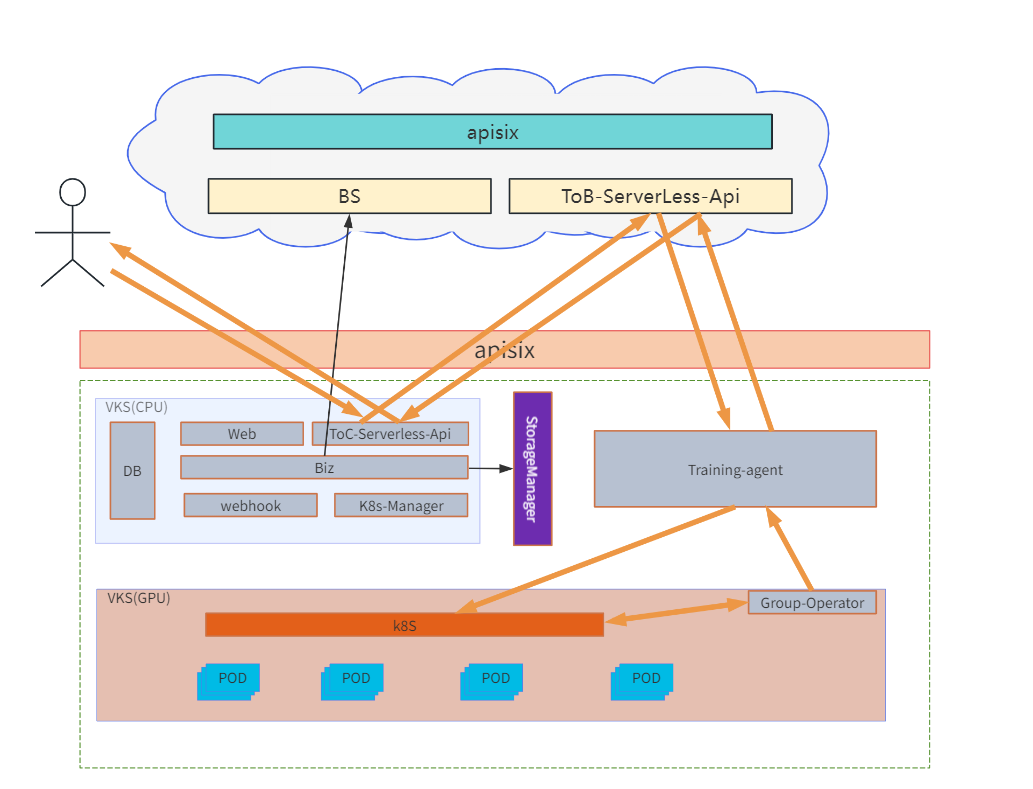 apisix
BS
ToB-ServerLess-Api
apisix
VKS(CPU)
DB
Web
ToC-Serverless-Api
Biz
webhook
K8s-Manager
StorageManager
Training-agent
VKS(GPU)
Group-Operator
k8S
POD
POD
POD
POD